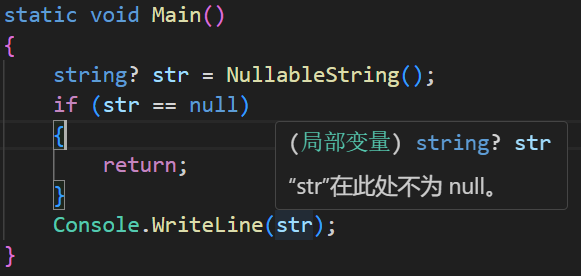 static void Main()
{
string? str = NullableString();
if (str == null)
{
(局部变量) string? str
return;
“str”在此处不为 null。
}
Console.WriteLine(str);
}